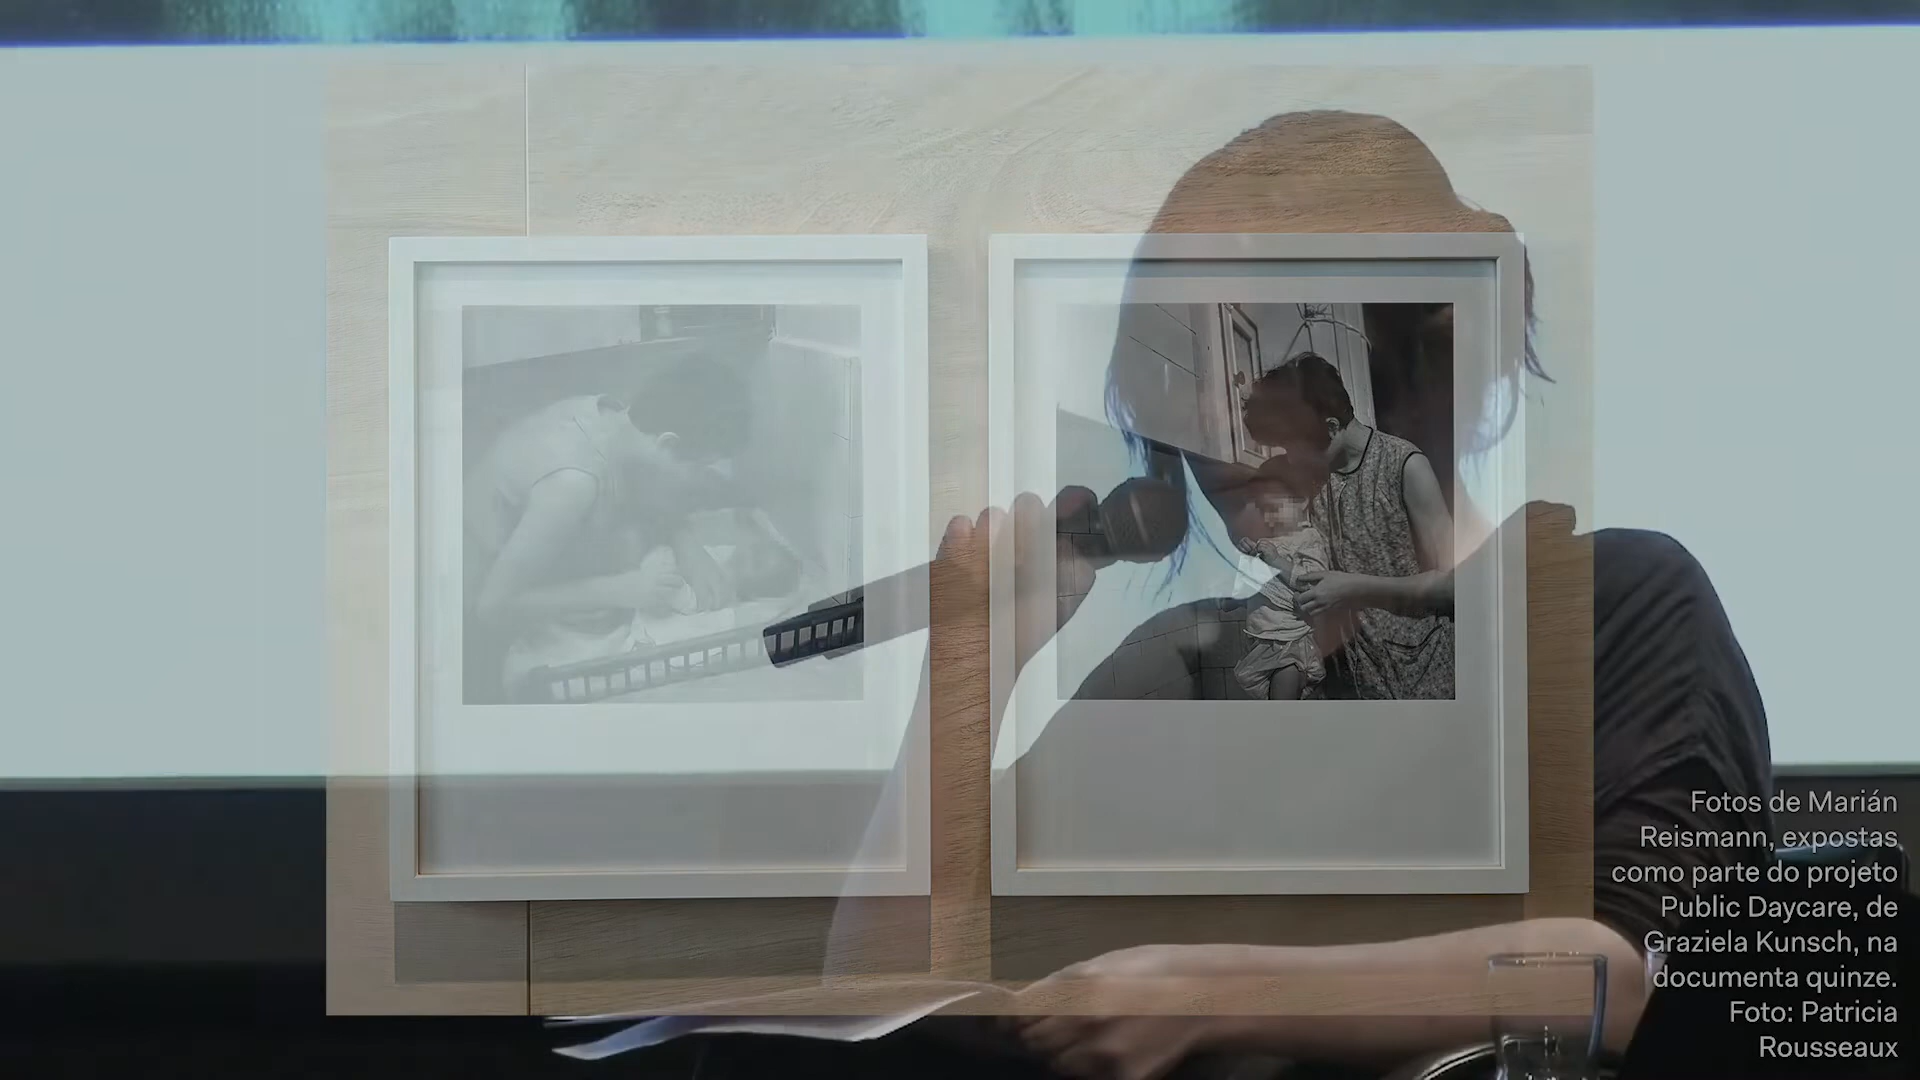 Fotos de Marián
Reismann, expostas
como parte do projeto
Public Daycare, de
Graziela Kunsch, na
documenta quinze.
Foto: Patricia
Rousseaux